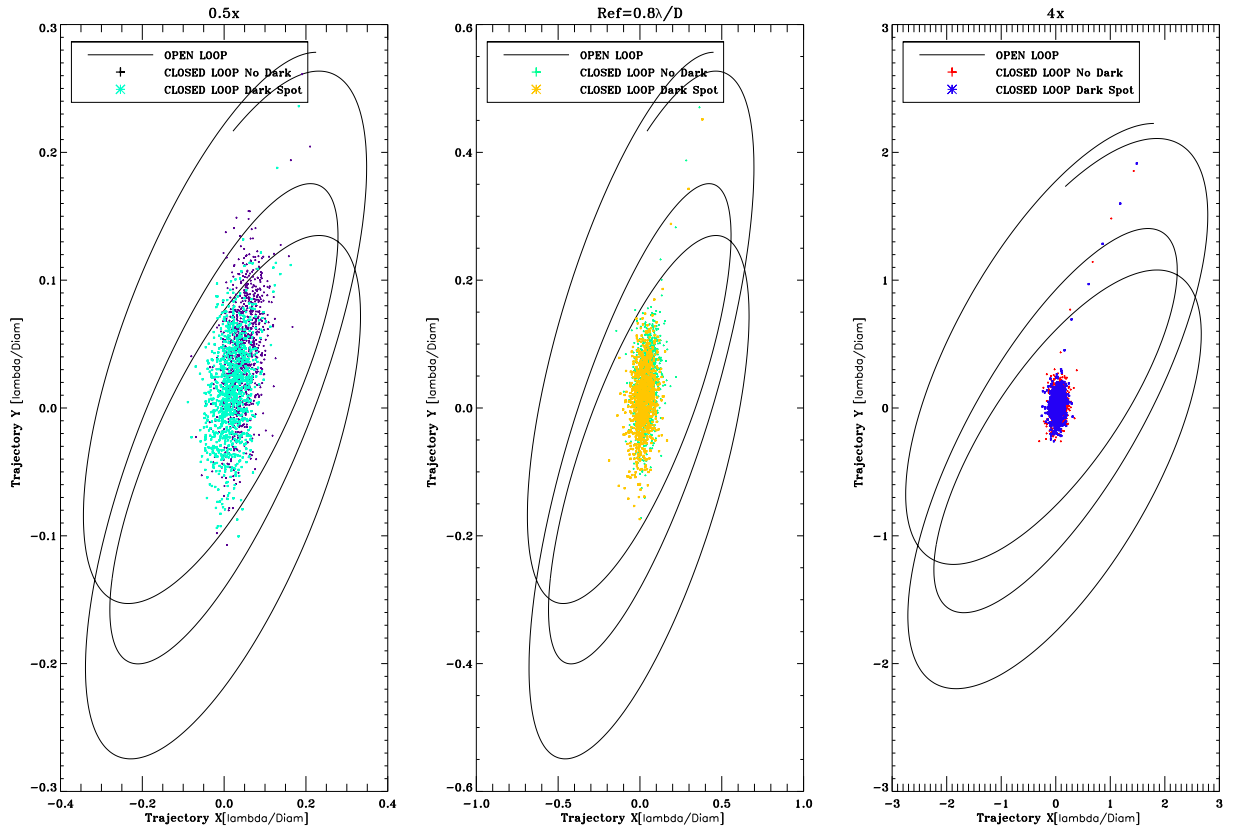 0.5x
OPEN LOOP
CLOSED LOOP No Dark
CLOSED LOOP Dark Spot
0.3
0.2
0.1
0.0
-0.1
-0.2
-0.3
Trajectory Y [lambda/Diam]
-0.4
-0.2
0.0
0.2
0.4
Trajectory X[lambda/Diam]
Ref=0.8λ/D
OPEN LOOP
CLOSED LOOP No Dark
CLOSED LOOP Dark Spot
0.6
0.4
0.2
0.0
-0.2
-0.4
-0.6
Trajectory Y [lambda/Diam]
-1.0
-0.5
0.0
0.5
1.0
Trajectory X[lambda/Diam]
4x
OPEN LOOP
CLOSED LOOP No Dark
CLOSED LOOP Dark Spot
3
2
1
0
-1
-2
-3
Trajectory Y [lambda/Diam]
-3
-2
-1
0
1
2
3
Trajectory X[lambda/Diam]